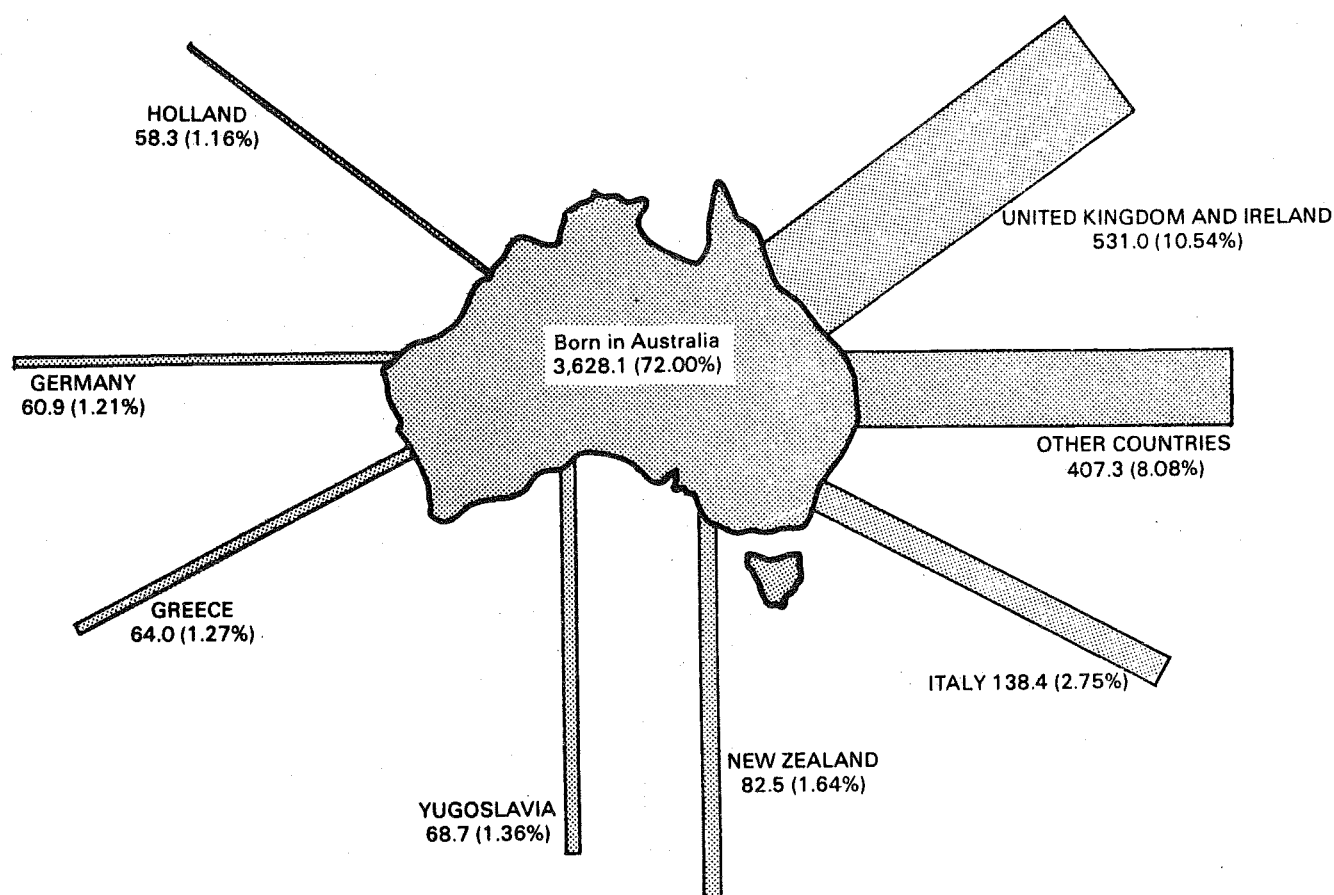 HOLLAND
58.3 (1.16%)
UNITED KINGDOM AND IRELAND
531.0 (10.54%)
Born in Australia
3,628.1 (72.00%)
GERMANY
60.9 (1.21%)
OTHER COUNTRIES
407.3 (8.08%)
GREECE
64.0 (1.27%)
ITALY 138.4 (2.75%)
NEW ZEALAND
82.5 (1.64%)
YUGOSLAVIA
68.7 (1.36%)